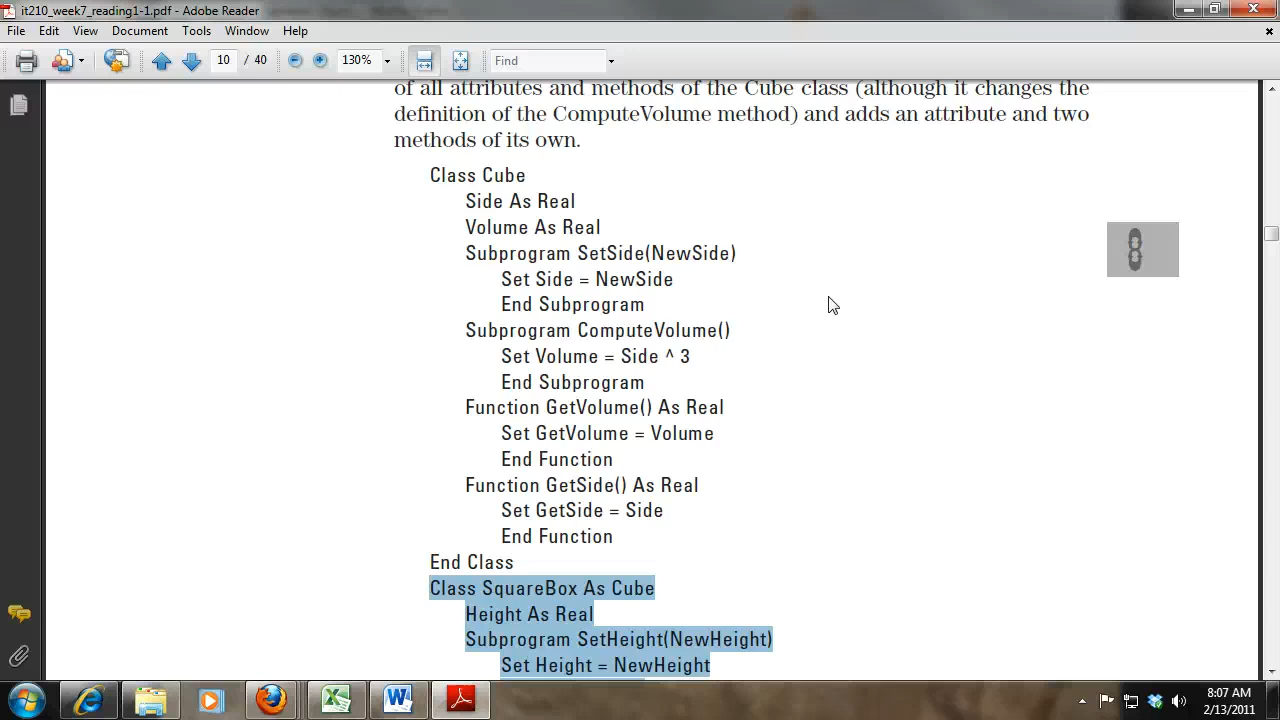 it210_week7_reading1-1.pdf - Adobe Reader
File Edit View Document Tools Window Help
10 / 40 130% Find
of all attributes and methods of the Cube class (although it changes the
definition of the ComputeVolume method) and adds an attribute and two
methods of its own.
Class Cube
Side As Real
Volume As Real
Subprogram SetSide(NewSide)
Set Side = NewSide
End Subprogram
Subprogram ComputeVolume()
Set Volume = Side ^ 3
End Subprogram
Function GetVolume() As Real
Set GetVolume = Volume
End Function
Function GetSide() As Real
Set GetSide = Side
End Function
End Class
Class SquareBox As Cube
Height As Real
Subprogram SetHeight(NewHeight)
Set Height = NewHeight
8:07 AM
2/13/2011